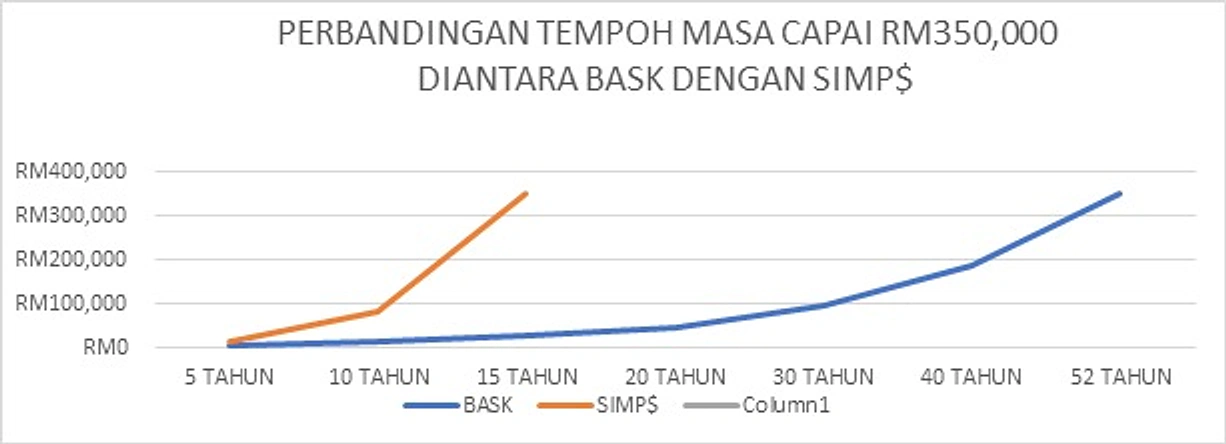 PERBANDINGAN TEMPOH MASA CAPAI RM350,000
DIANTARA BASK DENGAN SIMP$
RM400,000
RM300,000
RM200,000
RM100,000
RM0
5 TAHUN 10 TAHUN 15 TAHUN 20 TAHUN 30 TAHUN 40 TAHUN 52 TAHUN
BASK SIMP$ Column1